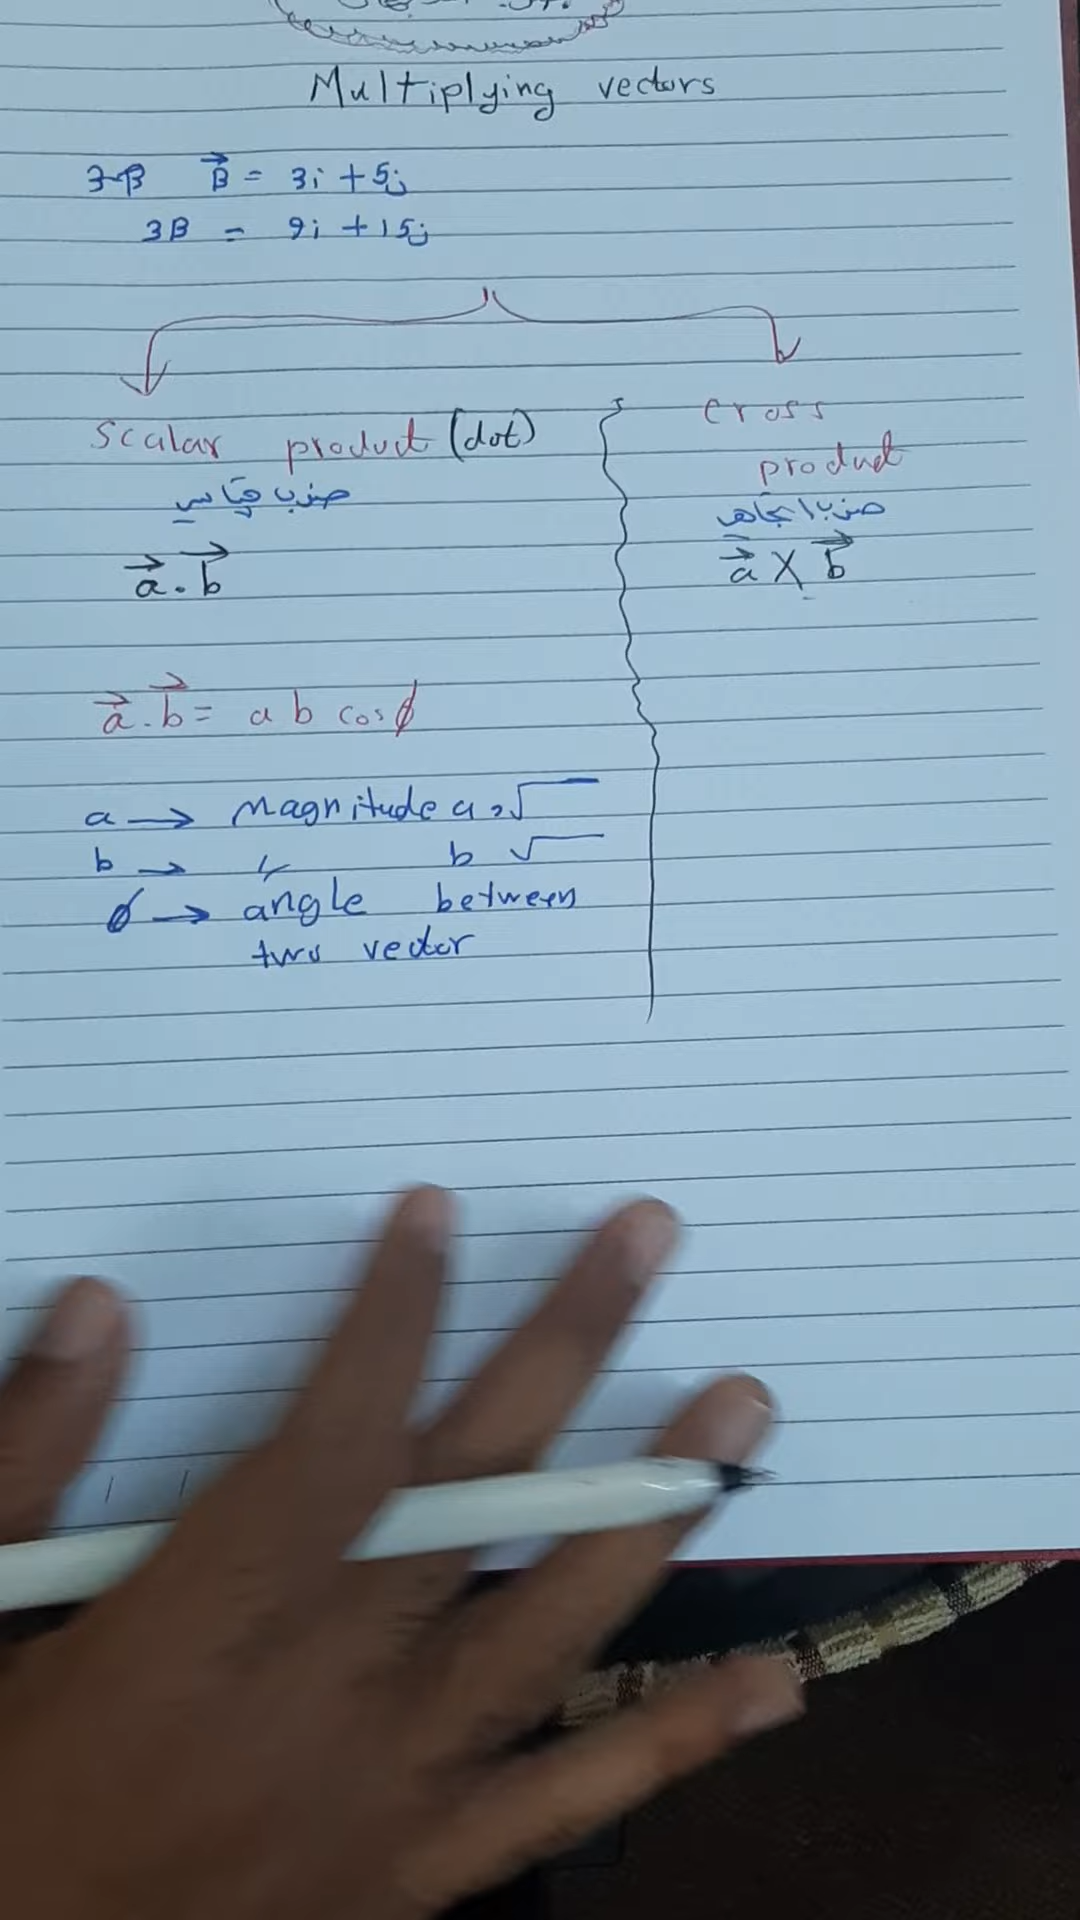 Multiplying vectors
3-B B = 3i + 5j
3B = 9i + 15j
scalar product (dot)
ضرب قياسي
a . b
a . b = a b cos ϕ
a → magnitude a, √
b → 〃 b √
ϕ → angle between
two vector
cross
product
ضرب اتجاهي
a X b